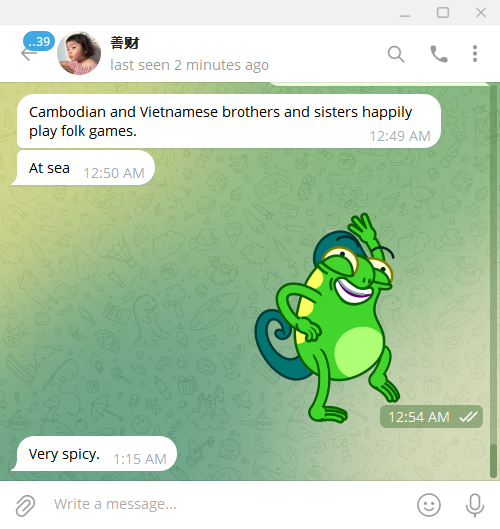 ..39
善财
last seen 2 minutes ago
Cambodian and Vietnamese brothers and sisters happily
play folk games.
12:49 AM
At sea
12:50 AM
12:54 AM
Very spicy.
1:15 AM
Write a message...